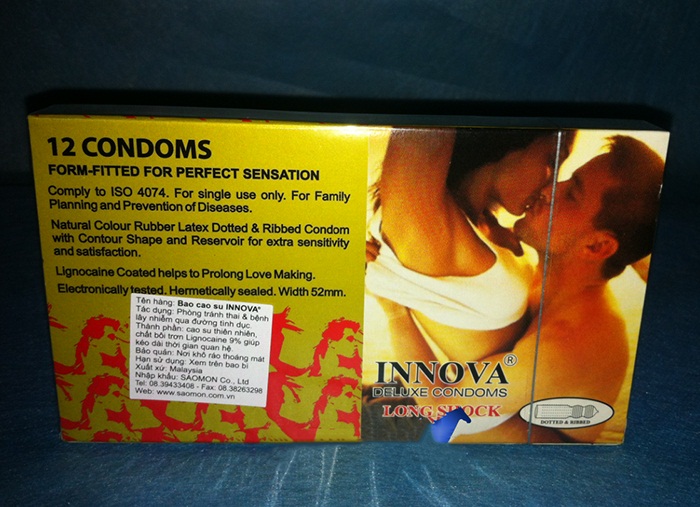 12 CONDOMS
FORM-FITTED FOR PERFECT SENSATION
Comply to ISO 4074. For single use only. For Family
Planning and Prevention of Diseases.
Natural Colour Rubber Latex Dotted & Ribbed Condom
with Contour Shape and Reservoir for extra sensitivity
and satisfaction.
Lignocaine Coated helps to Prolong Love Making.
Electronically tested. Hermetically sealed. Width 52mm.
Tên hàng: Bao cao su INNOVA®
Tác dụng: Phòng tránh thai & bệnh
lây nhiễm qua đường tình dục.
Thành phần: cao su thiên nhiên,
chất bôi trơn Lignocaine 9% giúp
kéo dài thời gian quan hệ.
Bảo quản: Nơi khô ráo thoáng mát
Hạn sử dụng: Xem trên bao bì
Xuất xứ: Malaysia
Nhập khẩu: SAOMON Co., Ltd
Tel: 08.39433408 - Fax: 08.38263298
Web: www.saomon.com.vn
INNOVA®
DELUXE CONDOMS
LONG SHOCK
DOTTED & RIBBED